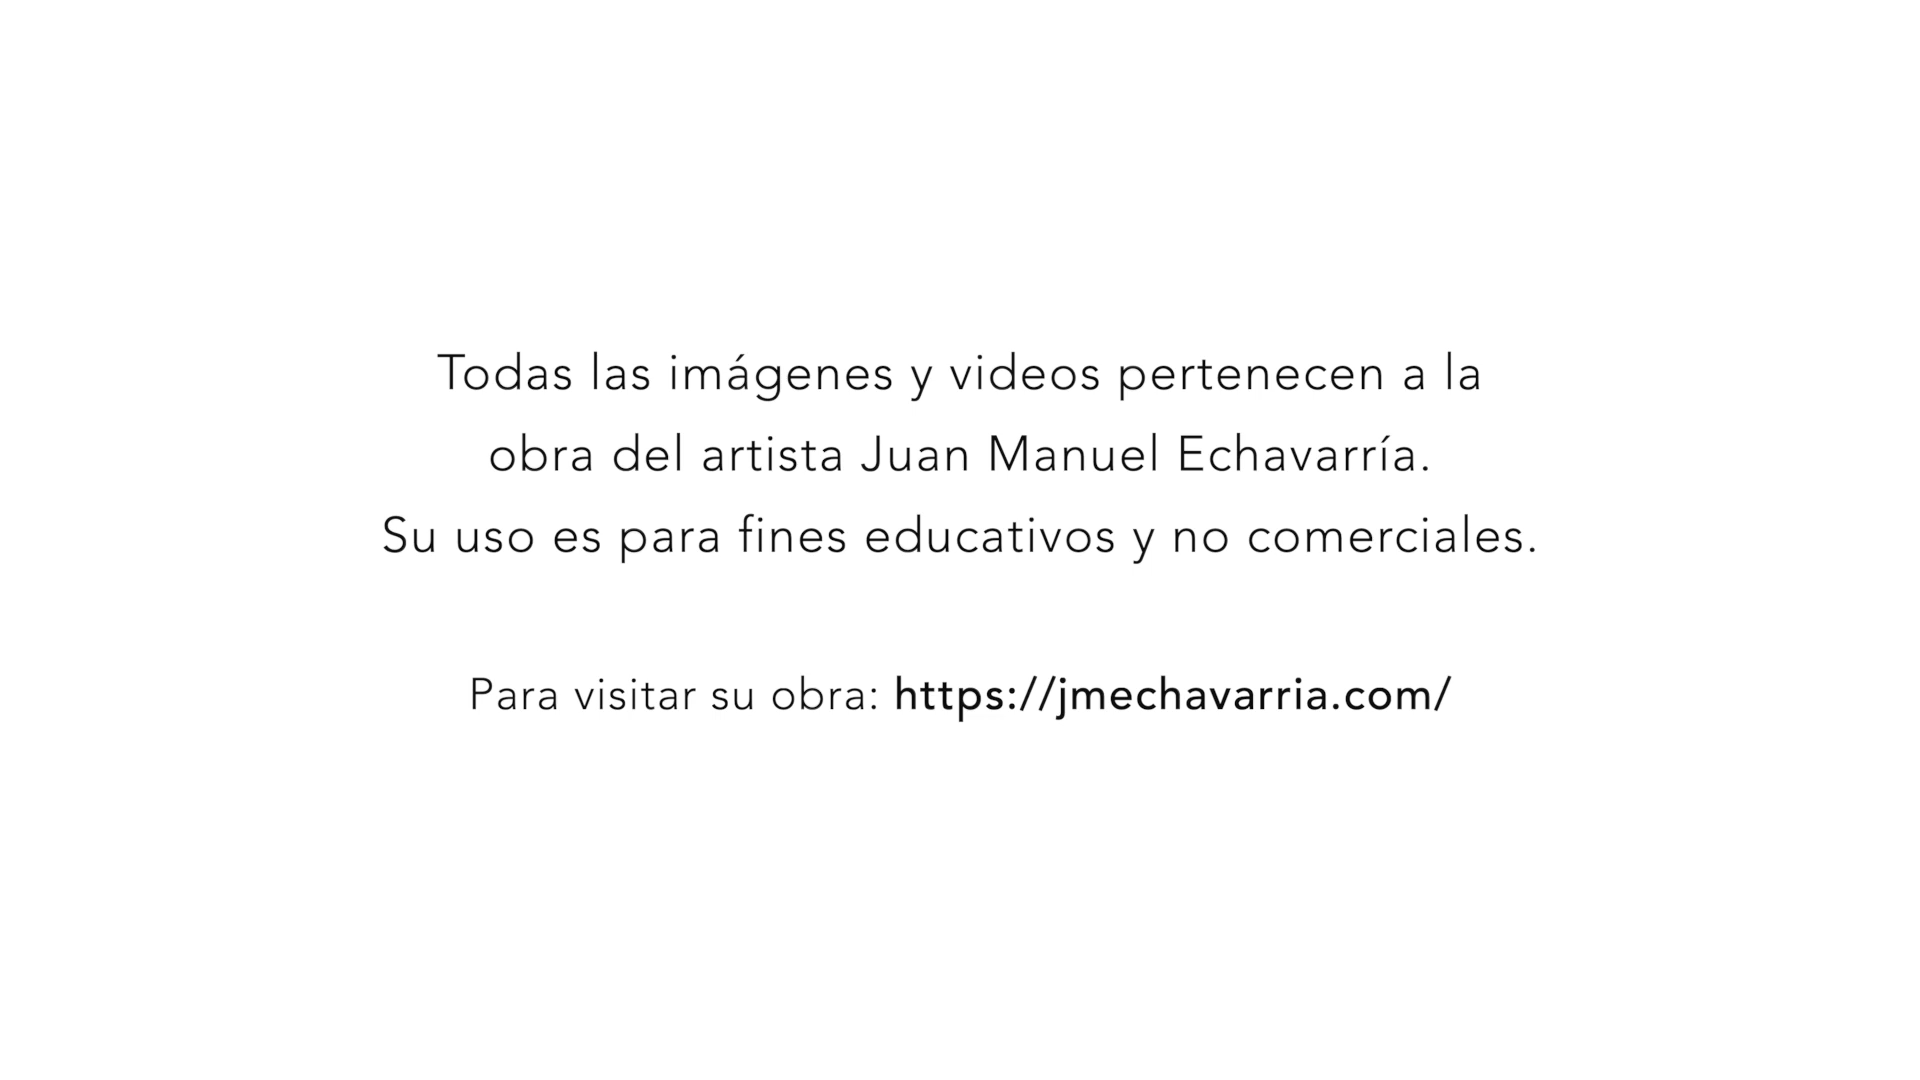 Todas las imágenes y videos pertenecen a la
obra del artista Juan Manuel Echavarría.
Su uso es para fines educativos y no comerciales.
Para visitar su obra: https://jmechavarria.com/